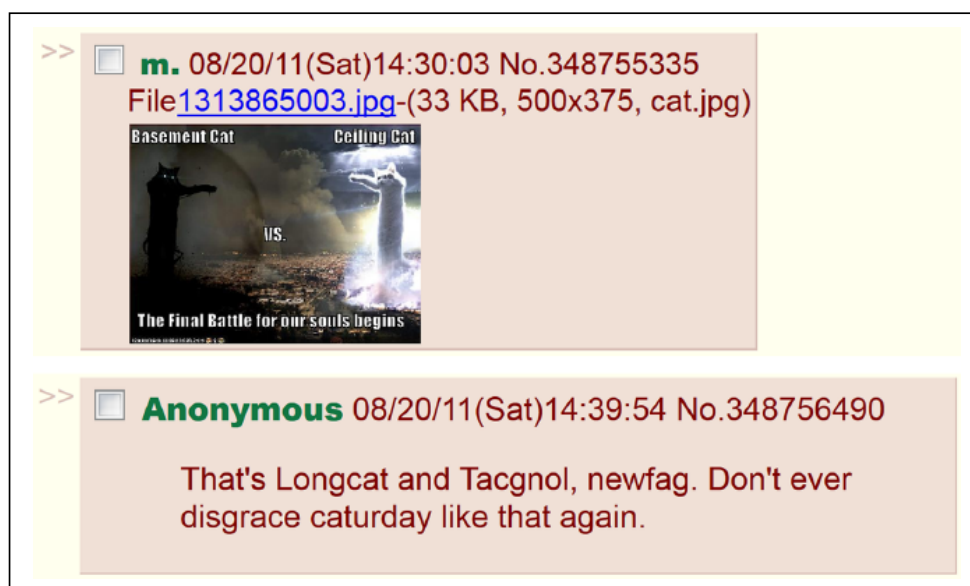 >> m. 08/20/11(Sat)14:30:03 No.348755335
File1313865003.jpg-(33 KB, 500x375, cat.jpg)
Basement Cat Ceiling Cat
VS.
The Final Battle for our souls begins
>> Anonymous 08/20/11(Sat)14:39:54 No.348756490
That's Longcat and Tacgnol, newfag. Don't ever
disgrace caturday like that again.